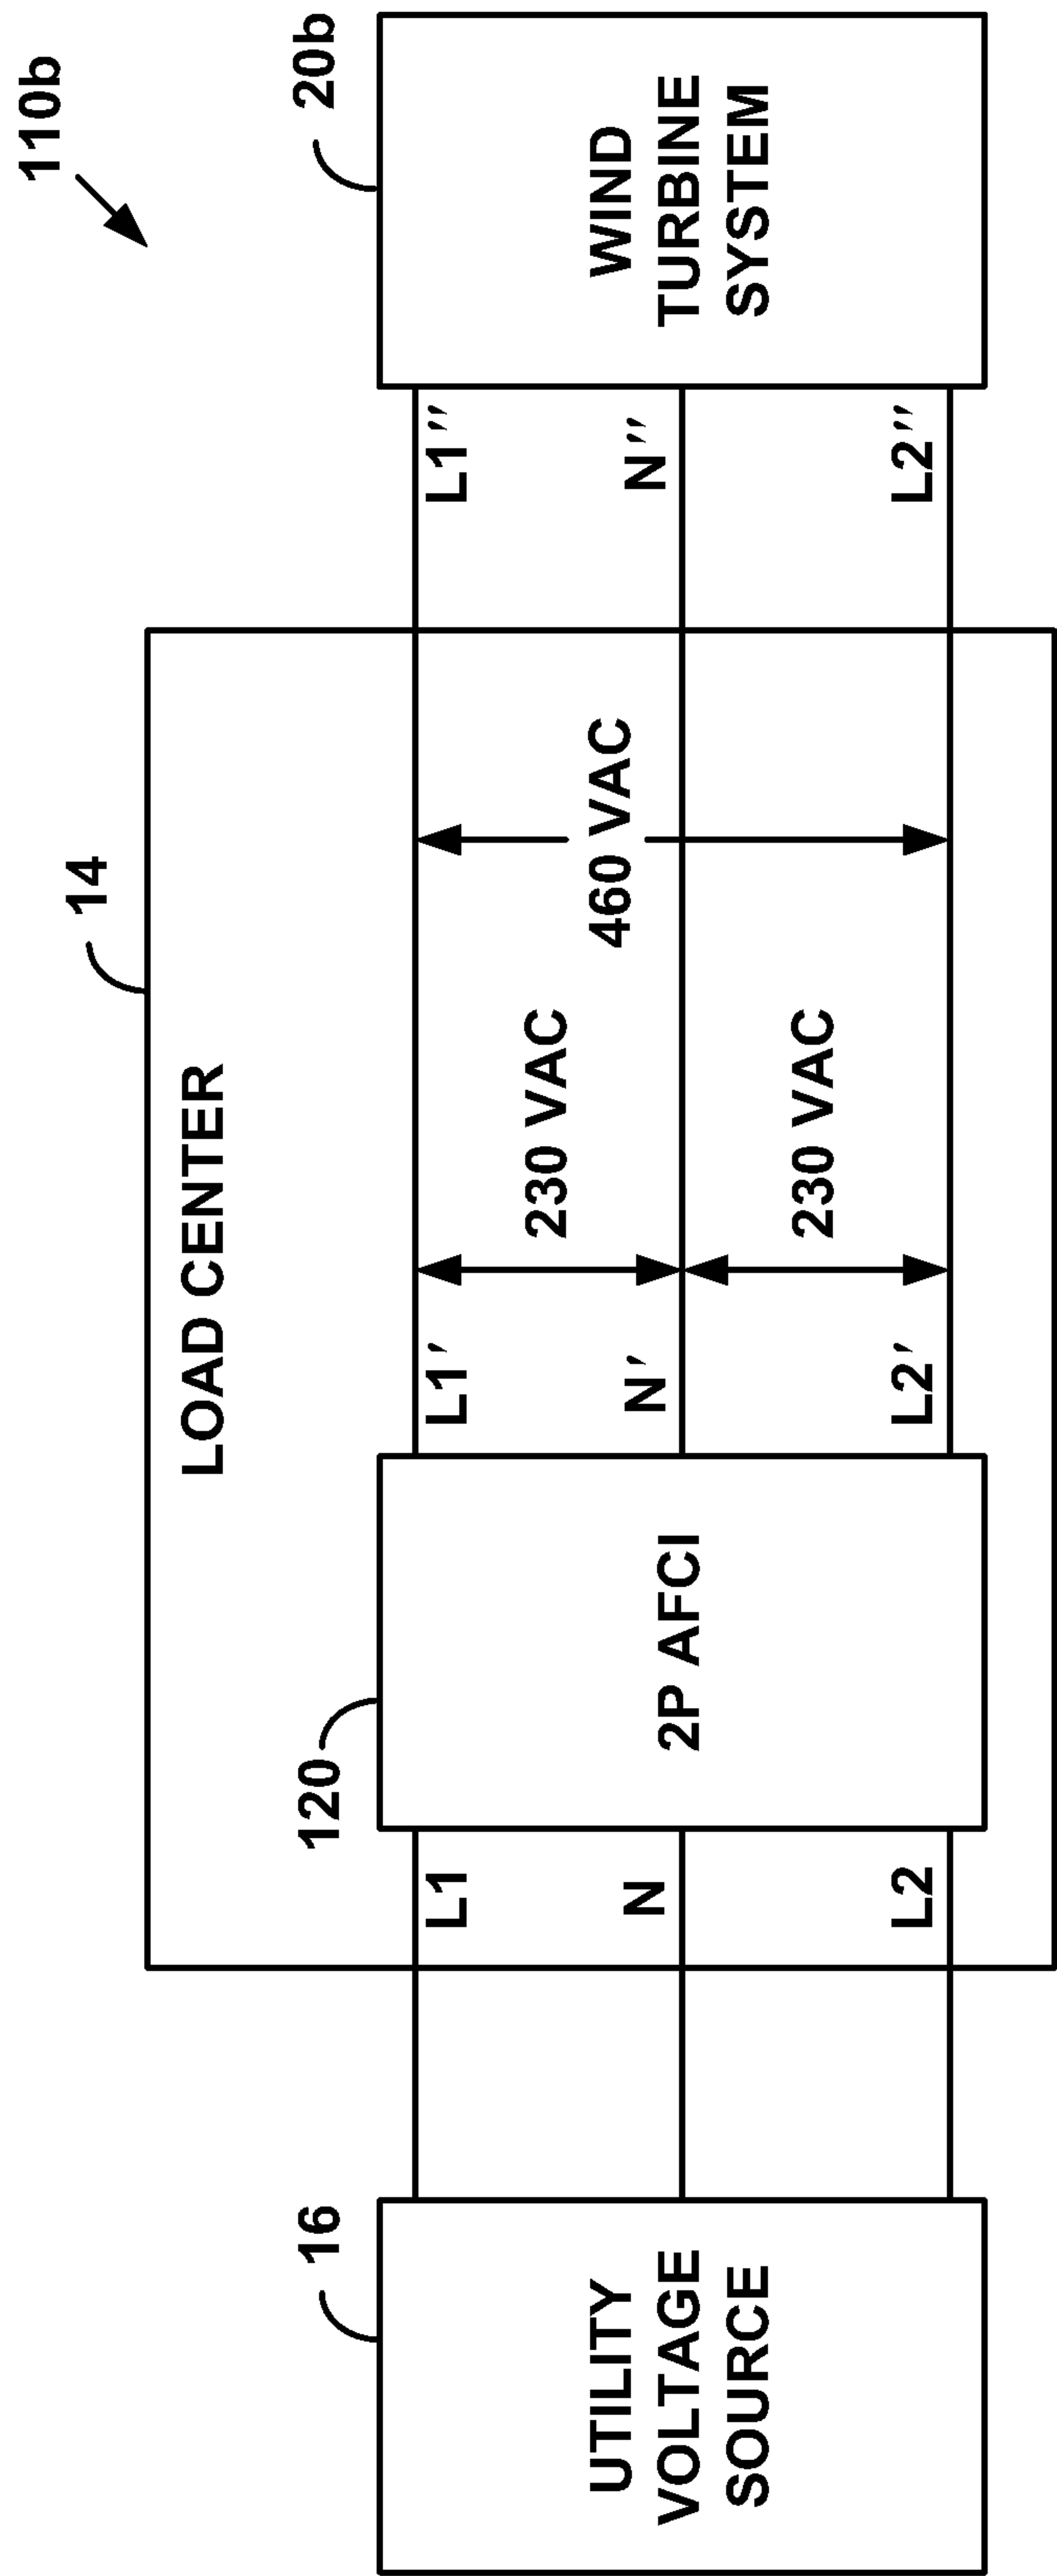 110b
14
LOAD CENTER
16
120
20b
UTILITY
VOLTAGE
SOURCE
L1
N
L2
2P AFCI
L1′
N′
L2′
230 VAC
230 VAC
460 VAC
L1″
N″
L2″
WIND
TURBINE
SYSTEM